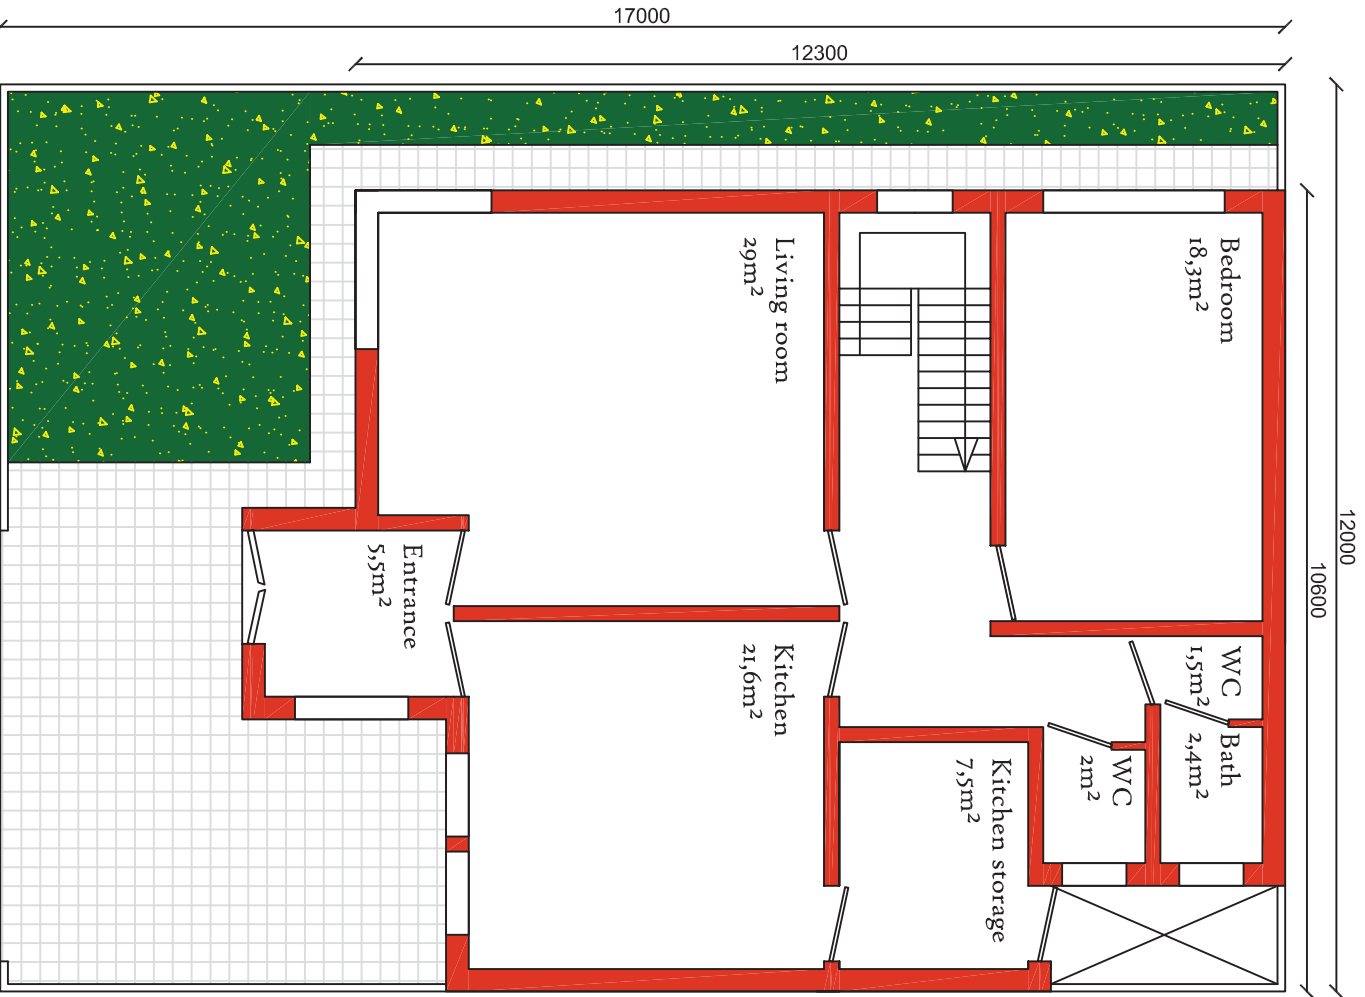 17000
12300
Living room
29m²
Bedroom
18,3m²
12000
10600
Entrance
5,5m²
Kitchen
21,6m²
WC
1,5m²
Bath
2,4m²
WC
2m²
Kitchen storage
7,5m²